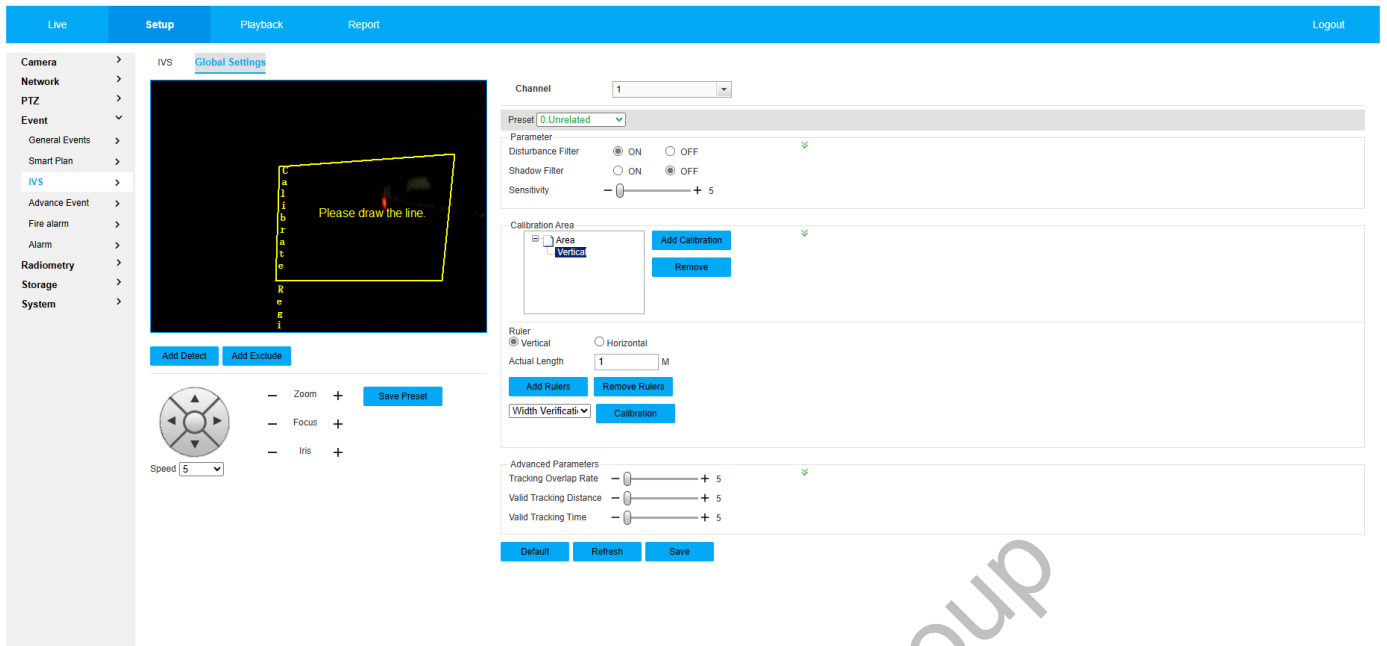 Live Setup Playback Report Logout
Camera
Network
PTZ
Event
General Events
Smart Plan
IVS
Advance Event
Fire alarm
Alarm
Radiometry
Storage
System
IVS Global Settings
Calibrate Regi
Please draw the line.
Add Detect Add Exclude
Zoom
Focus
Iris
Save Preset
Speed 5
Channel 1
Preset 0:Unrelated
Parameter
Disturbance Filter ON OFF
Shadow Filter ON OFF
Sensitivity − + 5
Calibration Area
Area
Vertical
Add Calibration
Remove
Ruler
Vertical Horizontal
Actual Length 1 M
Add Rulers Remove Rulers
Width Verificati Calibration
Advanced Parameters
Tracking Overlap Rate − + 5
Valid Tracking Distance − + 5
Valid Tracking Time − + 5
Default Refresh Save